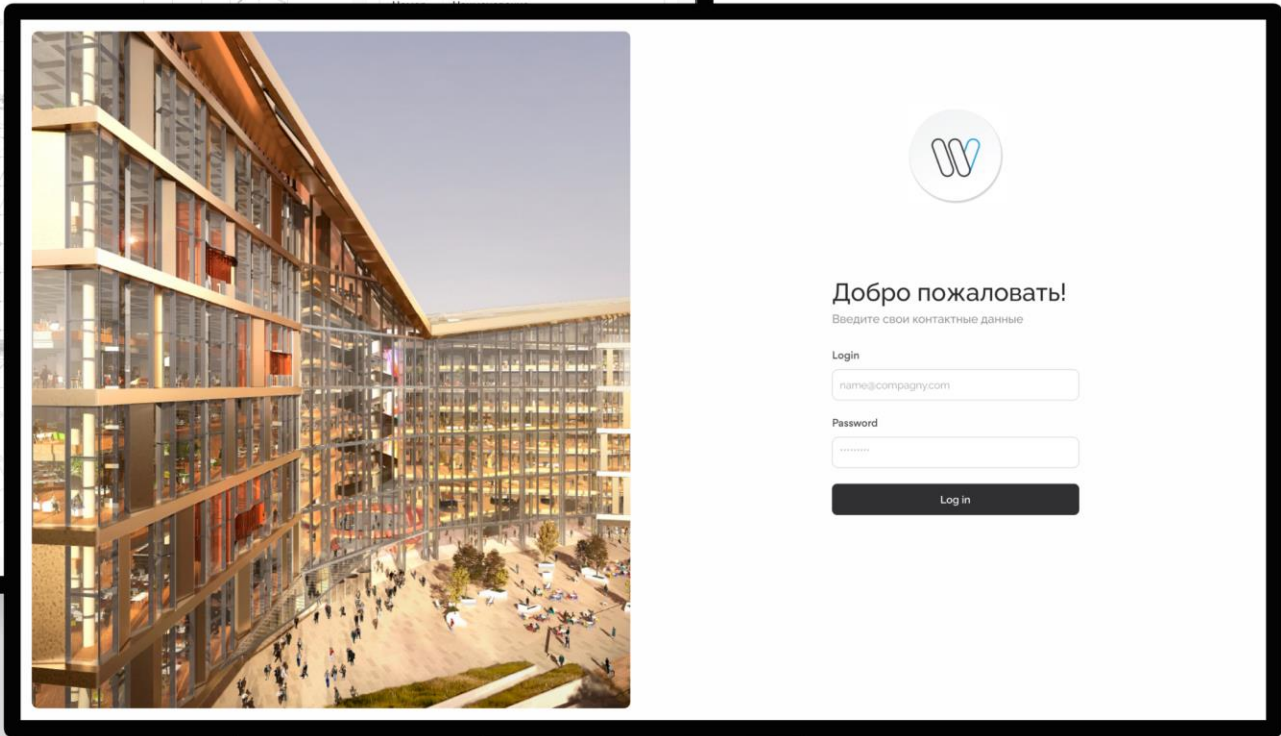 Добро пожаловать!
Введите свои контактные данные
Login
name@compagny.com
Password
Log in